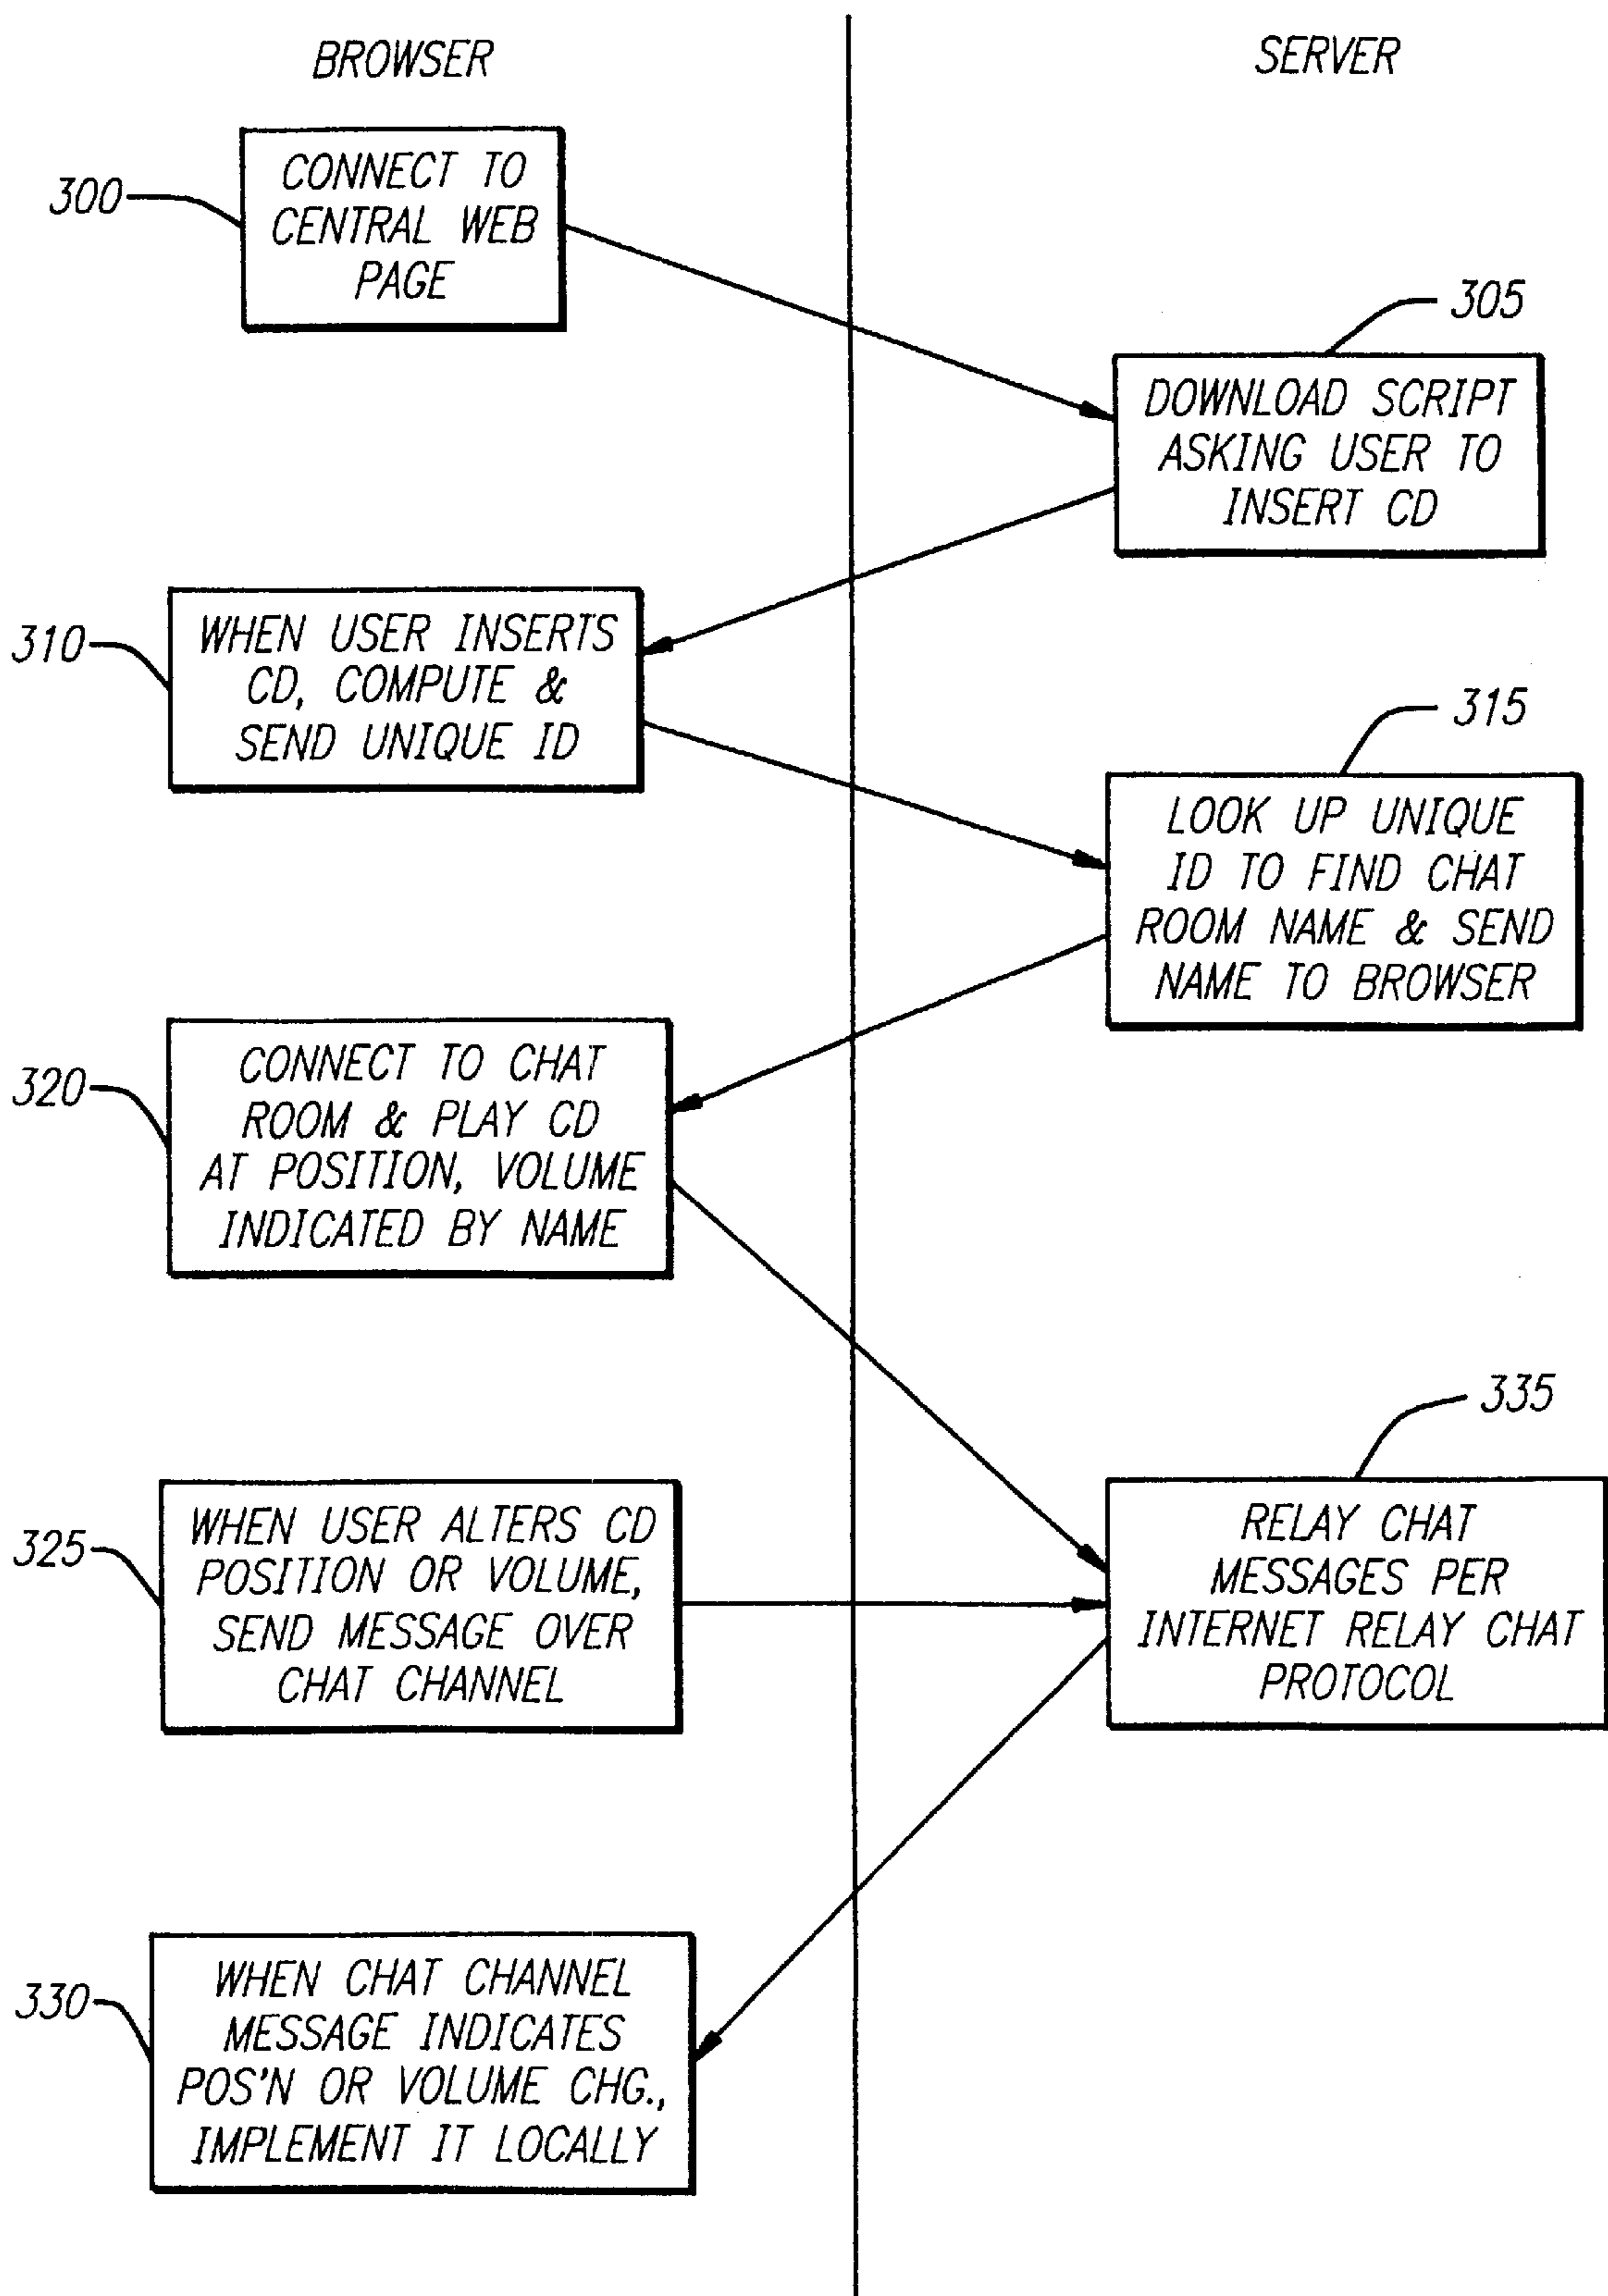 BROWSER
SERVER
300
CONNECT TO
CENTRAL WEB
PAGE
305
DOWNLOAD SCRIPT
ASKING USER TO
INSERT CD
310
WHEN USER INSERTS
CD, COMPUTE &
SEND UNIQUE ID
315
LOOK UP UNIQUE
ID TO FIND CHAT
ROOM NAME & SEND
NAME TO BROWSER
320
CONNECT TO CHAT
ROOM & PLAY CD
AT POSITION, VOLUME
INDICATED BY NAME
325
WHEN USER ALTERS CD
POSITION OR VOLUME,
SEND MESSAGE OVER
CHAT CHANNEL
335
RELAY CHAT
MESSAGES PER
INTERNET RELAY CHAT
PROTOCOL
330
WHEN CHAT CHANNEL
MESSAGE INDICATES
POS'N OR VOLUME CHG.,
IMPLEMENT IT LOCALLY